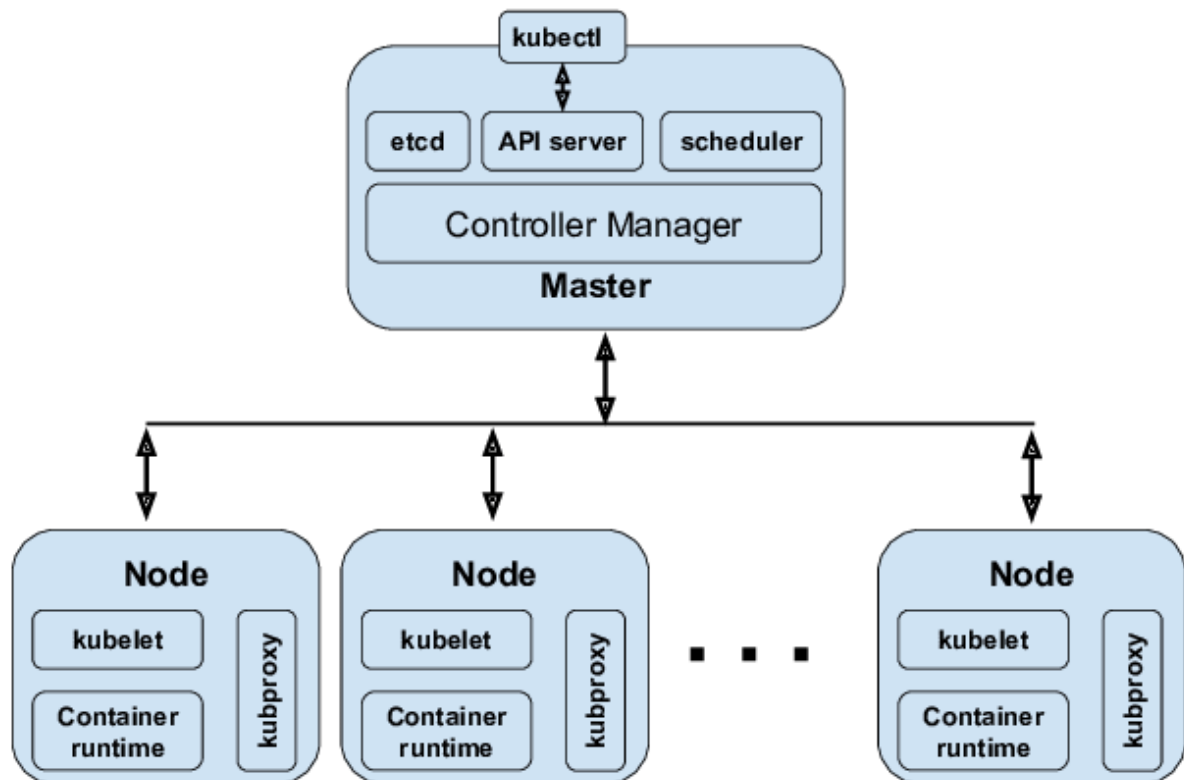 kubectl
etcd
API server
scheduler
Controller Manager
Master
Node
kubelet
Container
runtime
kubproxy
Node
kubelet
Container
runtime
kubproxy
Node
kubelet
Container
runtime
kubproxy